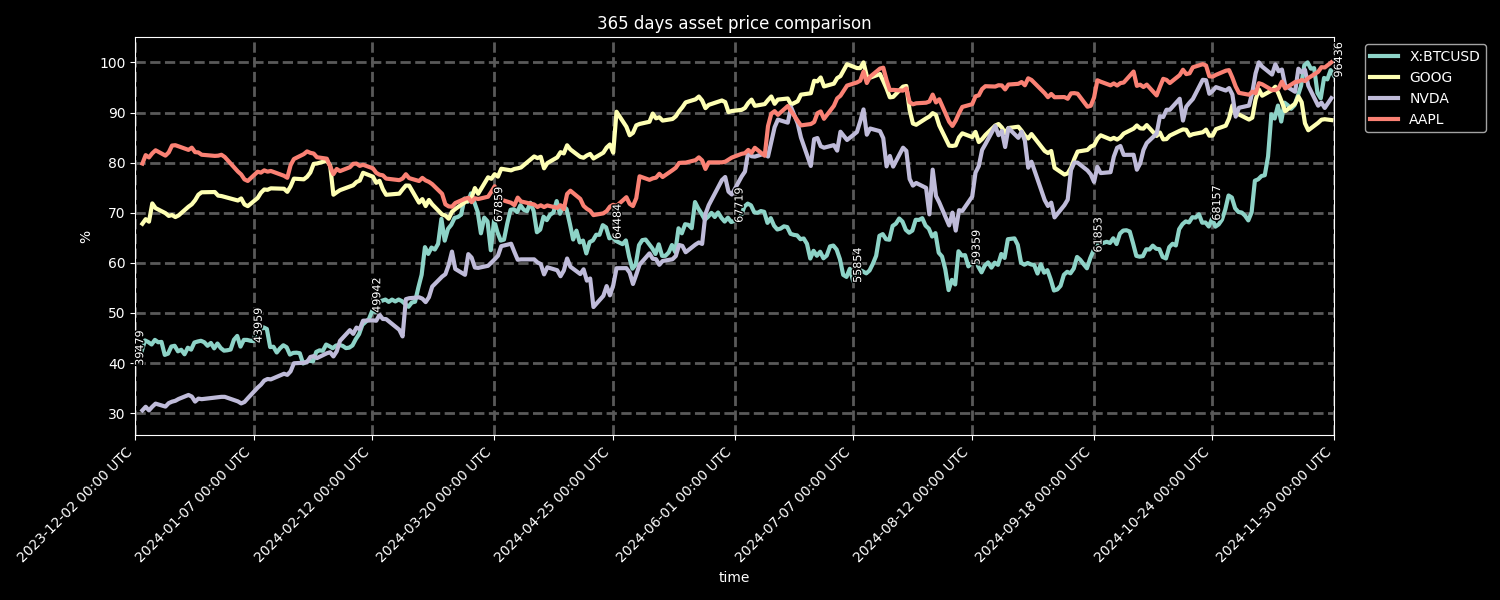 365 days asset price comparison
%
100
90
80
70
60
50
40
30
39479
43959
49942
67859
64484
67719
55854
59359
61853
68157
96436
2023-12-02 00:00 UTC
2024-01-07 00:00 UTC
2024-02-12 00:00 UTC
2024-03-20 00:00 UTC
2024-04-25 00:00 UTC
2024-06-01 00:00 UTC
2024-07-07 00:00 UTC
2024-08-12 00:00 UTC
2024-09-18 00:00 UTC
2024-10-24 00:00 UTC
2024-11-30 00:00 UTC
time
X:BTCUSD
GOOG
NVDA
AAPL